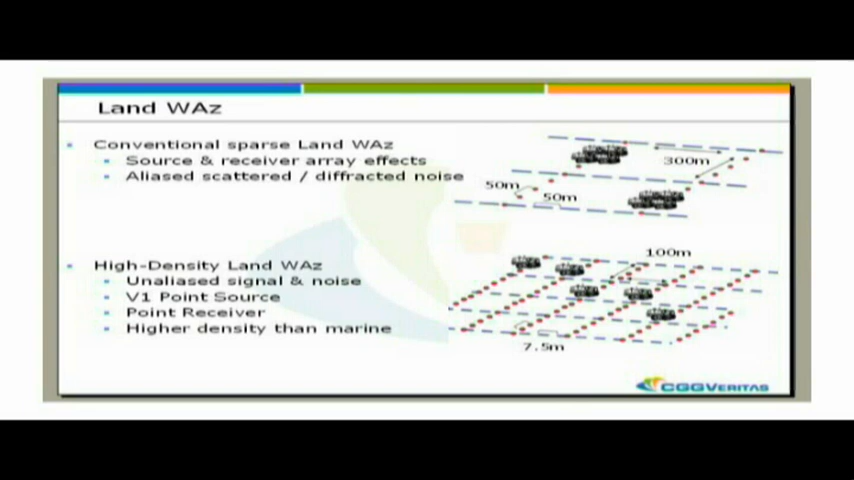 Land WAz
Conventional sparse Land WAz
Source & receiver array effects
Aliased scattered / diffracted noise
300m
50m
50m
High-Density Land WAz
Unaliased signal & noise
V1 Point Source
Point Receiver
Higher density than marine
100m
7.5m
CGGVERITAS